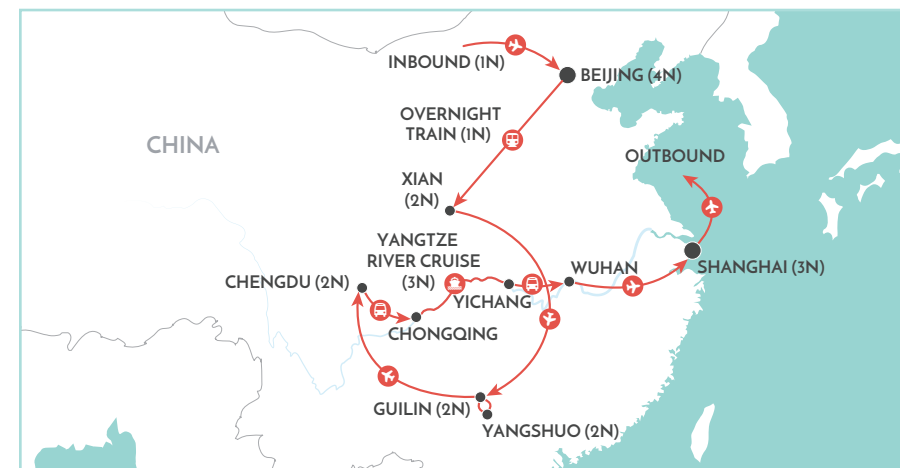 INBOUND (1N)
BEIJING (4N)
OVERNIGHT
TRAIN (1N)
CHINA
OUTBOUND
XIAN
(2N)
YANGTZE
RIVER CRUISE
(3N)
WUHAN
SHANGHAI (3N)
CHENGDU (2N)
YICHANG
CHONGQING
GUILIN (2N)
YANGSHUO (2N)